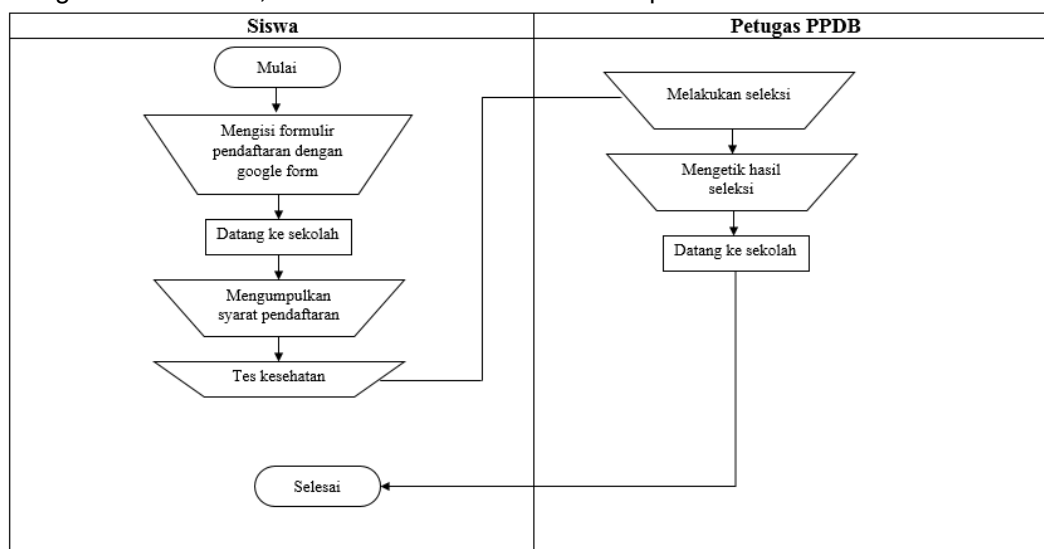 Siswa
Petugas PPDB
Mulai
Mengisi formulir
pendaftaran dengan
google form
Datang ke sekolah
Mengumpulkan
syarat pendaftaran
Tes kesehatan
Selesai
Melakukan seleksi
Mengetik hasil
seleksi
Datang ke sekolah